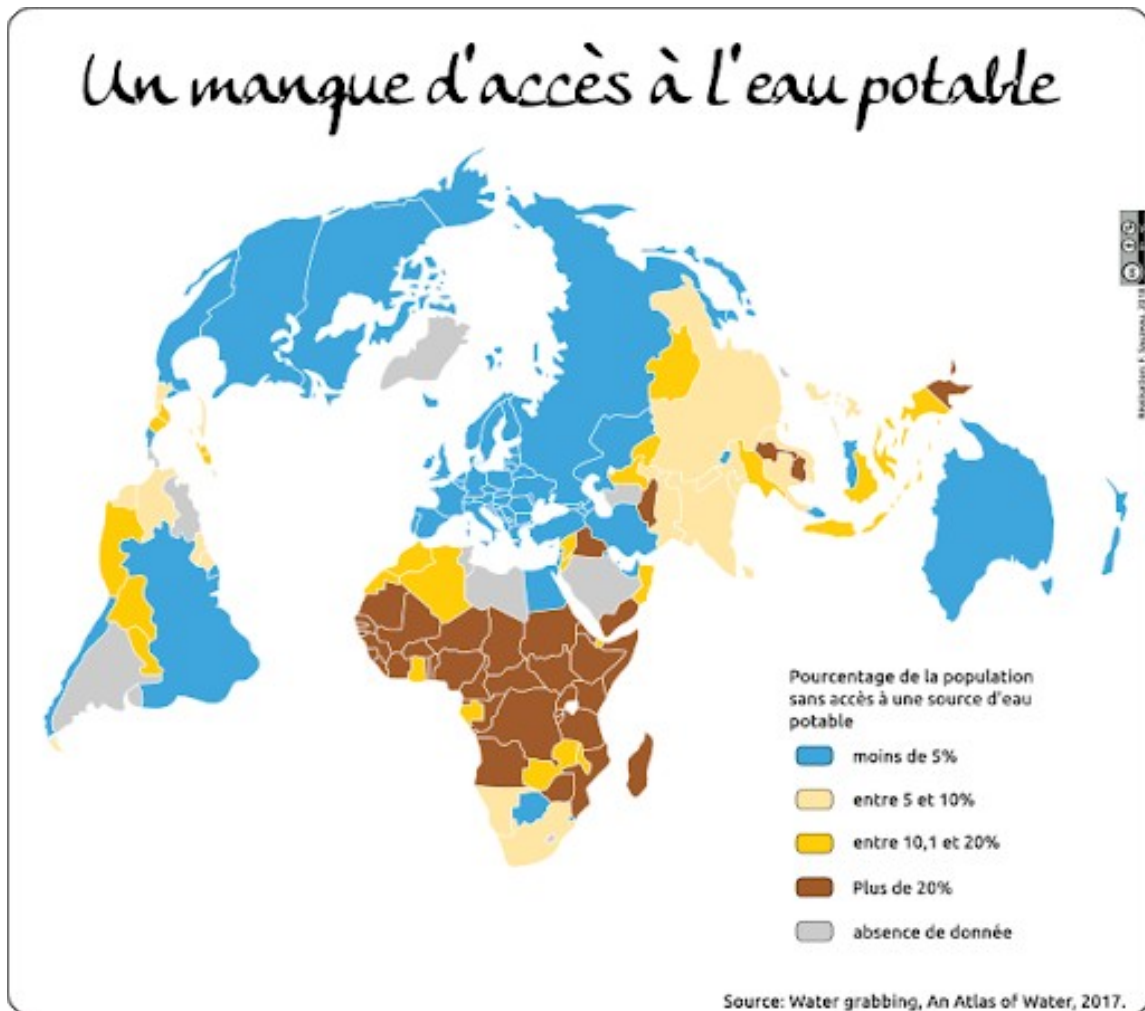 Un manque d'accès à l'eau potable
Pourcentage de la population
sans accès à une source d'eau
potable
moins de 5%
entre 5 et 10%
entre 10,1 et 20%
Plus de 20%
absence de donnée
Source: Water grabbing, An Atlas of Water, 2017.